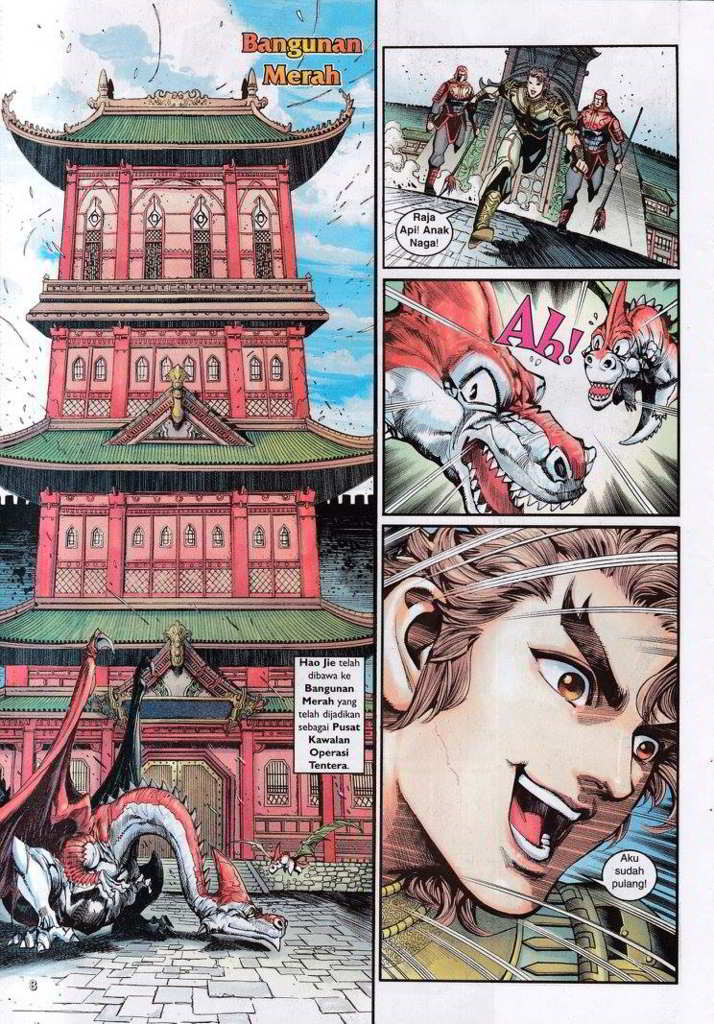 Bangunan
Merah
Hao Jie telah
dibawa ke
Bangunan
Merah yang
telah dijadikan
sebagai Pusat
Kawalan
Operasi
Tentera.
8
Raja
Api! Anak
Naga!
Ah!
Aku
sudah
pulang!